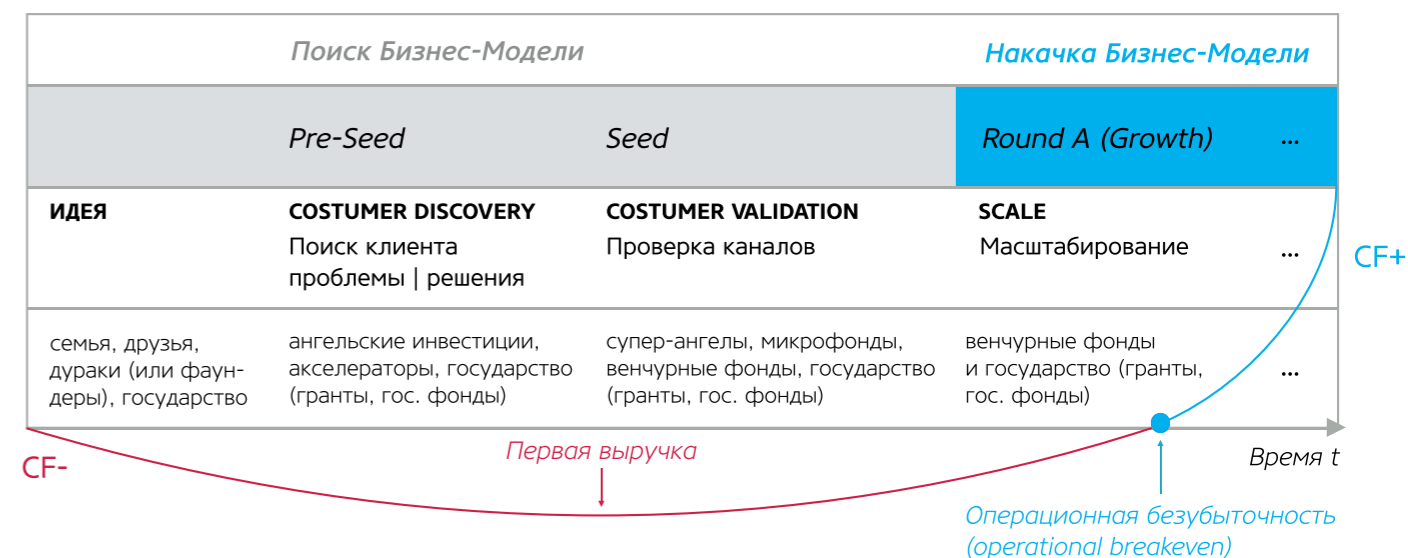 Поиск Бизнес-Модели
Накачка Бизнес-Модели
Pre-Seed
Seed
Round A (Growth)
...
ИДЕЯ
COSTUMER DISCOVERY
Поиск клиента
проблемы | решения
COSTUMER VALIDATION
Проверка каналов
SCALE
Масштабирование
...
CF+
семья, друзья,
дураки (или фаун-
деры), государство
ангельские инвестиции,
акселераторы, государство
(гранты, гос. фонды)
супер-ангелы, микрофонды,
венчурные фонды, государство
(гранты, гос. фонды)
венчурные фонды
и государство (гранты,
гос. фонды)
...
CF-
Первая выручка
Время t
Операционная безубыточность
(operational breakeven)